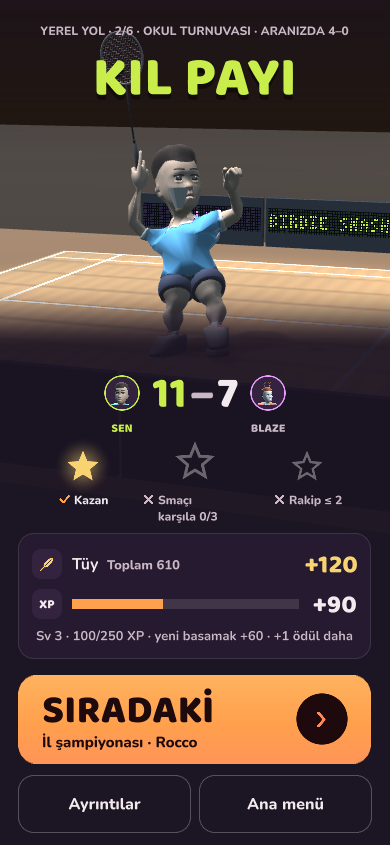 YEREL YOL · 2/6 · OKUL TURNUVASI · ARANIZDA 4–0
KIL PAYI
BIRDIE SMASH
11–7
SEN
BLAZE
Kazan
Smaçı
karşıla 0/3
Rakip ≤ 2
Tüy Toplam 610 +120
XP +90
Sv 3 · 100/250 XP · yeni basamak +60 · +1 ödül daha
SIRADAKİ
İl şampiyonası · Rocco
Ayrıntılar
Ana menü